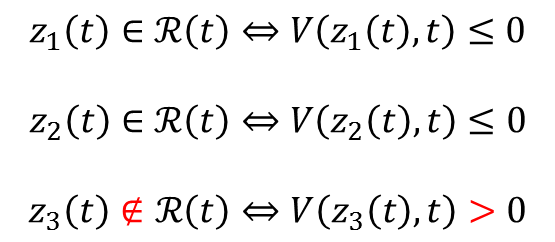 z₁(t) ∈ ℛ(t) ⇔ V(z₁(t), t) ≤ 0
z₂(t) ∈ ℛ(t) ⇔ V(z₂(t), t) ≤ 0
z₃(t) ∉ ℛ(t) ⇔ V(z₃(t), t) > 0